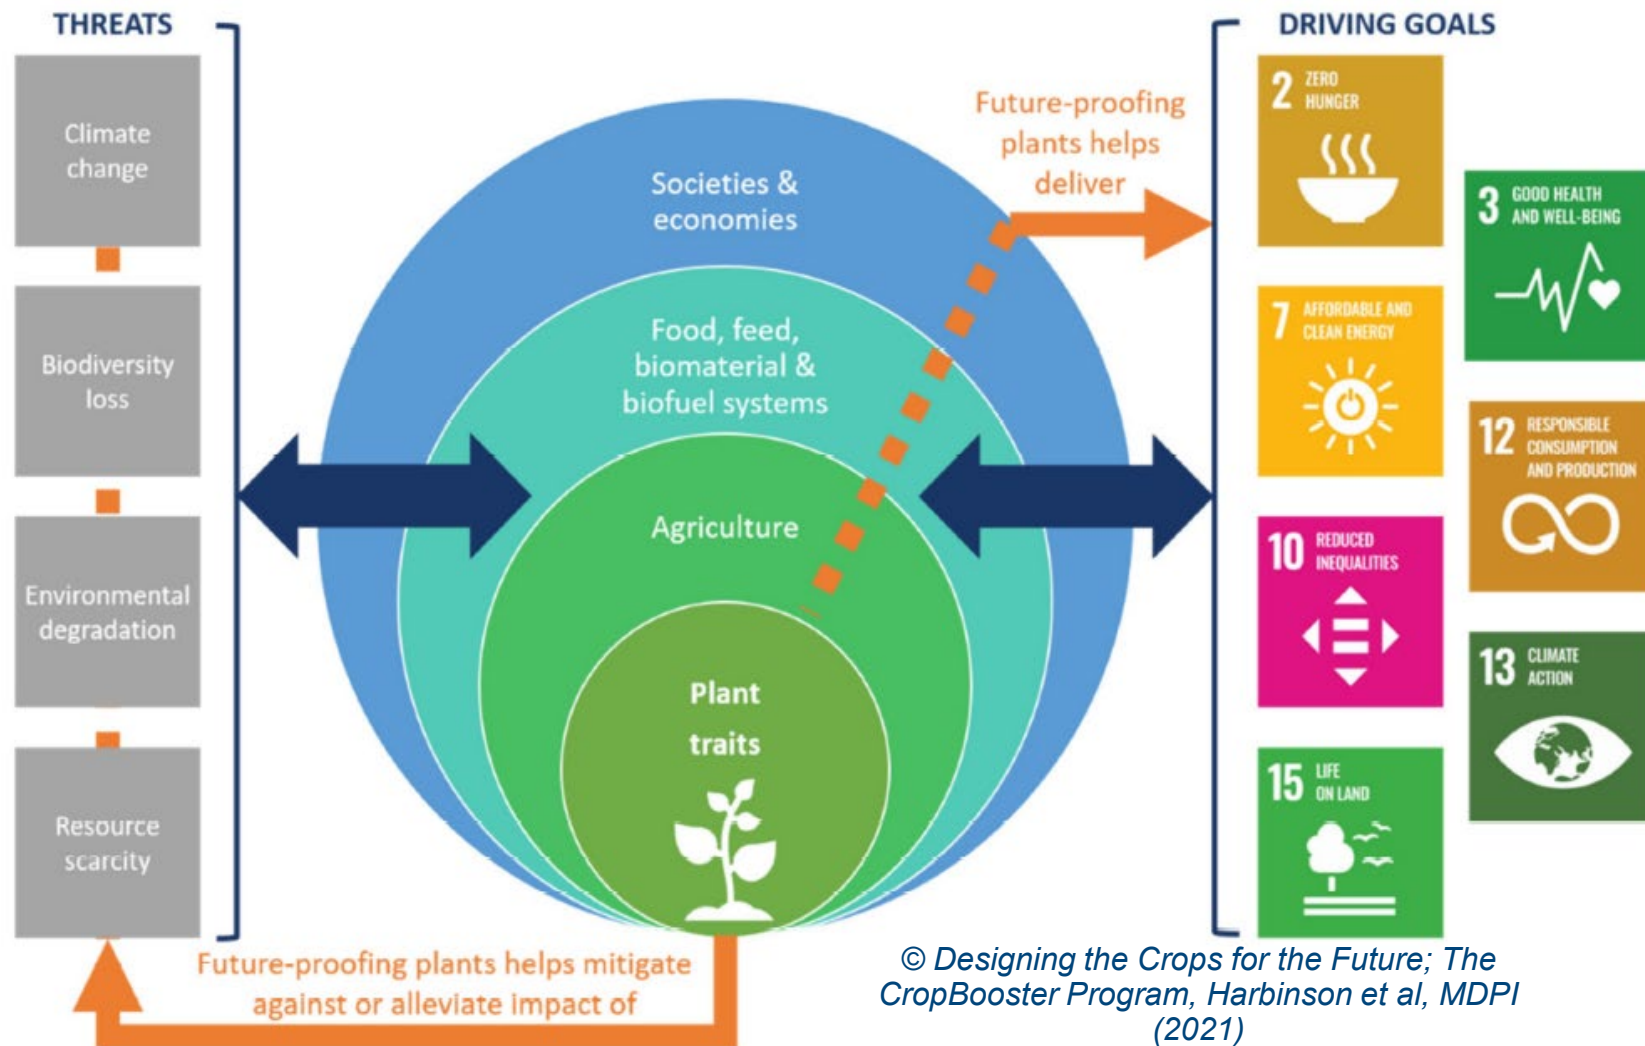 THREATS
Climate
change
Biodiversity
loss
Environmental
degradation
Resource
scarcity
Societies &
economies
Food, feed,
biomaterial &
biofuel systems
Agriculture
Plant
traits
Future-proofing
plants helps
deliver
Future-proofing plants helps mitigate
against or alleviate impact of
DRIVING GOALS
2 ZERO
HUNGER
3 GOOD HEALTH
AND WELL-BEING
7 AFFORDABLE AND
CLEAN ENERGY
12 RESPONSIBLE
CONSUMPTION
AND PRODUCTION
10 REDUCED
INEQUALITIES
13 CLIMATE
ACTION
15 LIFE
ON LAND
© Designing the Crops for the Future; The
CropBooster Program, Harbinson et al, MDPI
(2021)